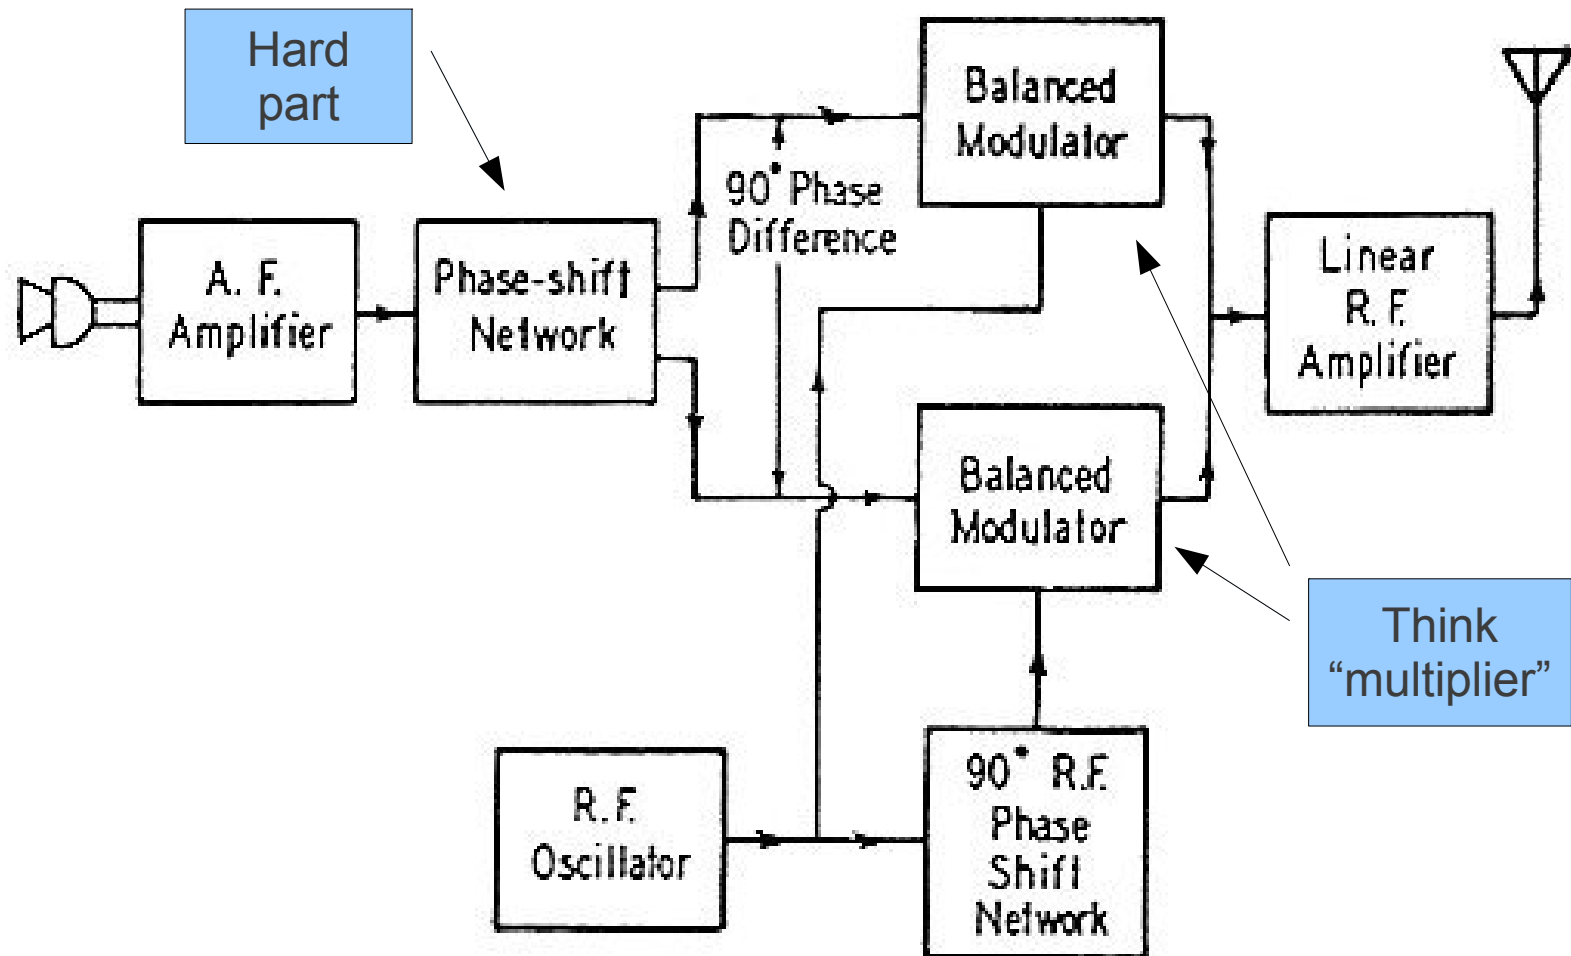 Hard
part
Balanced
Modulator
90° Phase
Difference
A. F.
Amplifier
Phase-shift
Network
Linear
R. F.
Amplifier
Balanced
Modulator
Think
“multiplier”
R. F.
Oscillator
90° R.F.
Phase
Shift
Network